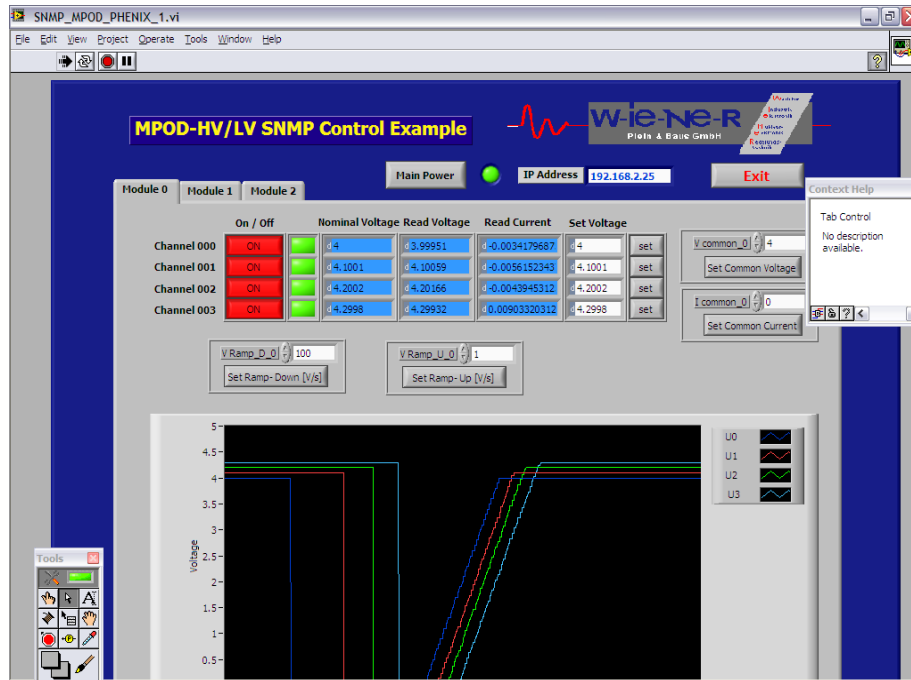 SNMP_MPOD_PHENIX_1.vi
File Edit View Project Operate Tools Window Help
MPOD-HV/LV SNMP Control Example
W-IE-NE-R
Plein & Baus GmbH
Main Power
IP Address 192.168.2.25
Exit
Module 0 Module 1 Module 2
Context Help
Tab Control
No description available.
On / Off Nominal Voltage Read Voltage Read Current Set Voltage
Channel 000 ON d 4 d 3.99951 d -0.0034179687 d 4 set
Channel 001 ON d 4.1001 d 4.10059 d -0.0056152343 d 4.1001 set
Channel 002 ON d 4.2002 d 4.20166 d -0.0043945312 d 4.2002 set
Channel 003 ON d 4.2998 d 4.29932 d 0.00903320312 d 4.2998 set
V common_0 4
Set Common Voltage
I common_0 0
Set Common Current
V Ramp_D_0 100
Set Ramp-Down [V/s]
V Ramp_U_0 1
Set Ramp-Up [V/s]
5
4.5
4
3.5
3
2.5
2
1.5
1
0.5
Voltage
U0
U1
U2
U3
Tools